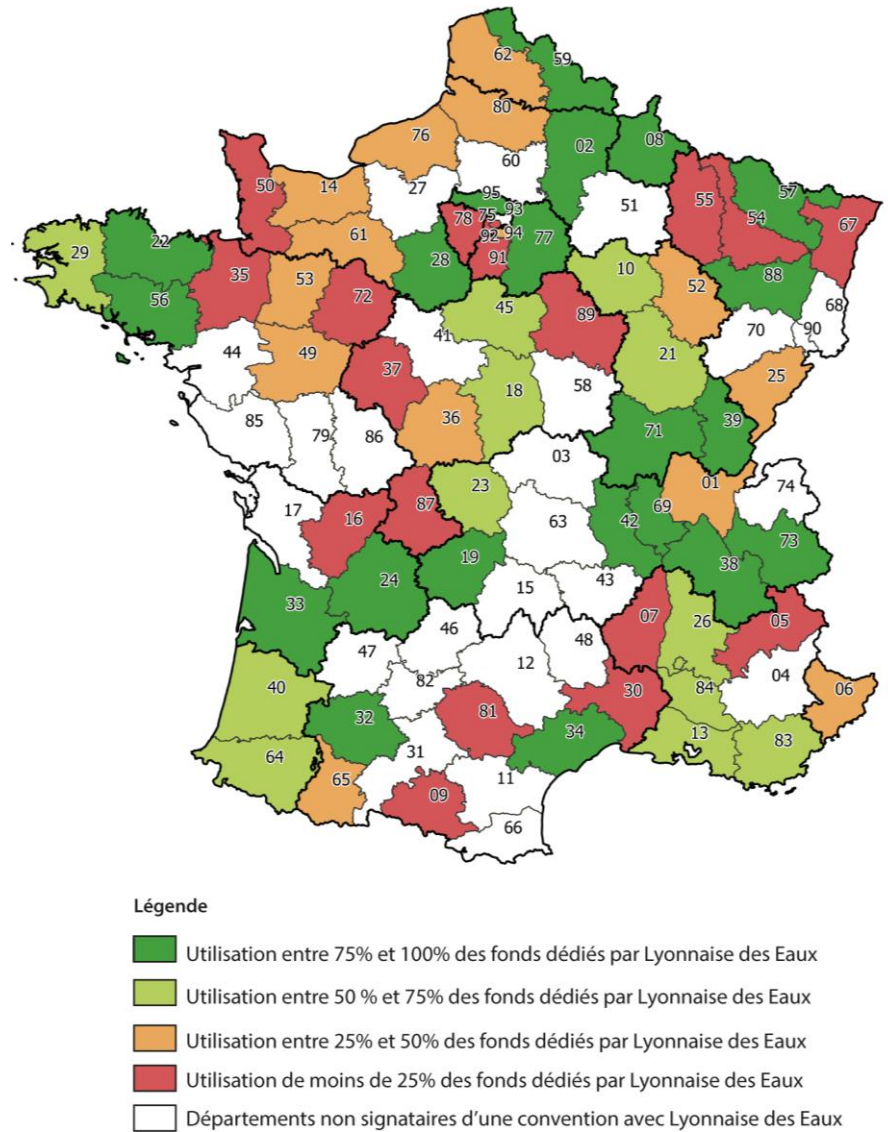 62 59
80
76 02 08
60
50 14 27 95 51 55 57
93 54 67
78 75
61 92 94 77
29 22 28 91
35 53 10 88
56 72 45 52 68
89 70 90
44 41 21
49 37 25
18 58
85 36 39
79 86 71
03
23 01 74
17 16 87 69
63 42 73
19 38
24
33 15 43
46 07 26 05
47 48
12 04
40 82 30 84 06
32 81
34 13 83
64 31
65 11
09
66
Légende
Utilisation entre 75% et 100% des fonds dédiés par Lyonnaise des Eaux
Utilisation entre 50 % et 75% des fonds dédiés par Lyonnaise des Eaux
Utilisation entre 25% et 50% des fonds dédiés par Lyonnaise des Eaux
Utilisation de moins de 25% des fonds dédiés par Lyonnaise des Eaux
Départements non signataires d'une convention avec Lyonnaise des Eaux